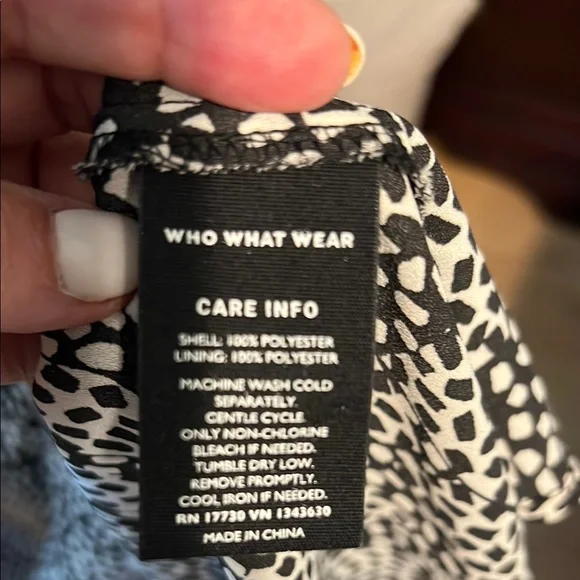 WHO WHAT WEAR
CARE INFO
SHELL: 100% POLYESTER
LINING: 100% POLYESTER
MACHINE WASH COLD
SEPARATELY.
GENTLE CYCLE
ONLY NON-CHLORINE
BLEACH IF NEEDED.
TUMBLE DRY LOW.
REMOVE PROMPTLY.
COOL IRON IF NEEDED.
RN 17730 VN 1343630
MADE IN CHINA